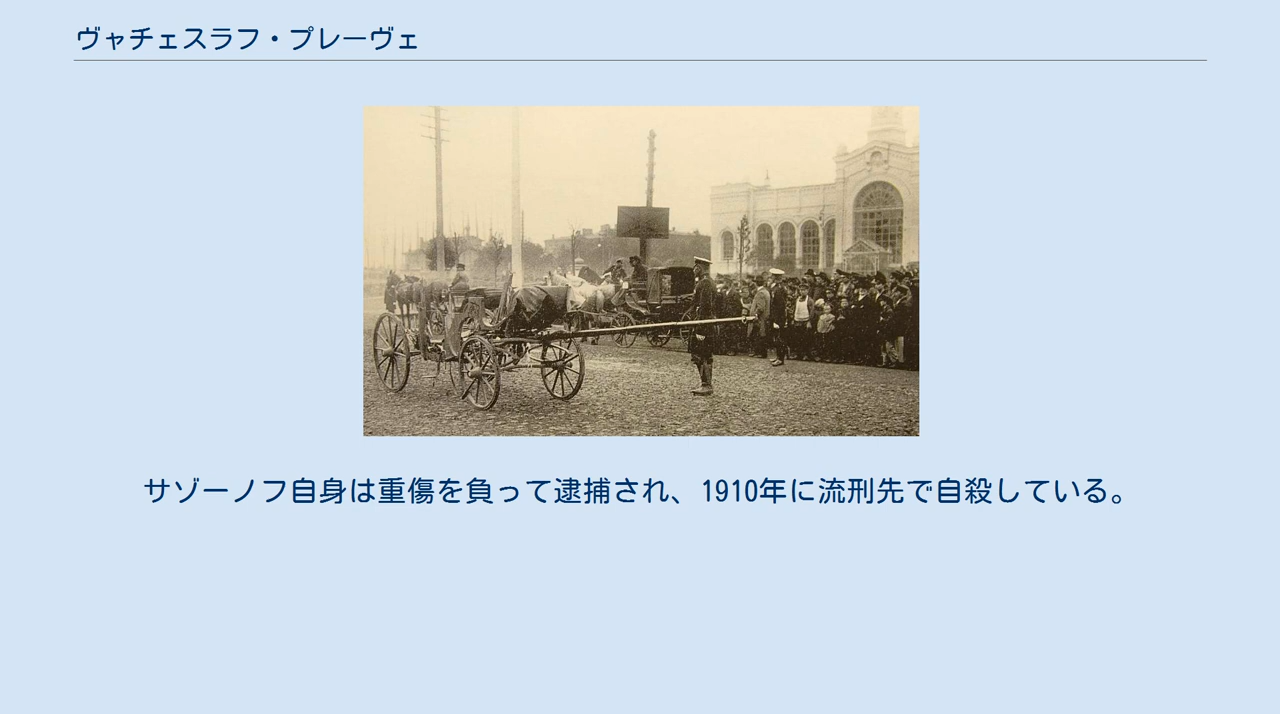 ヴャチェスラフ・プレーヴェ
サゾーノフ自身は重傷を負って逮捕され、1910年に流刑先で自殺している。